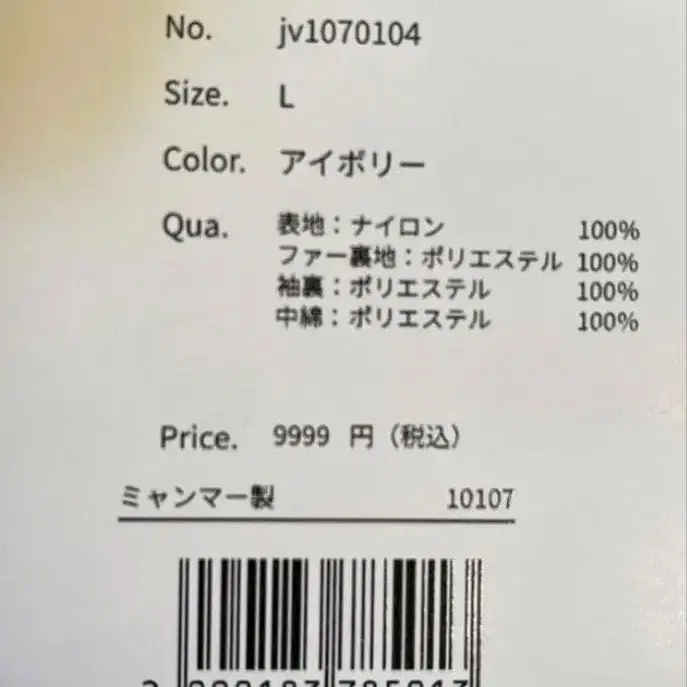 No. jv1070104
Size. L
Color. アイボリー
Qua. 表地：ナイロン 100%
ファー裏地：ポリエステル 100%
袖裏：ポリエステル 100%
中綿：ポリエステル 100%
Price. 9999 円（税込）
ミャンマー製 10107